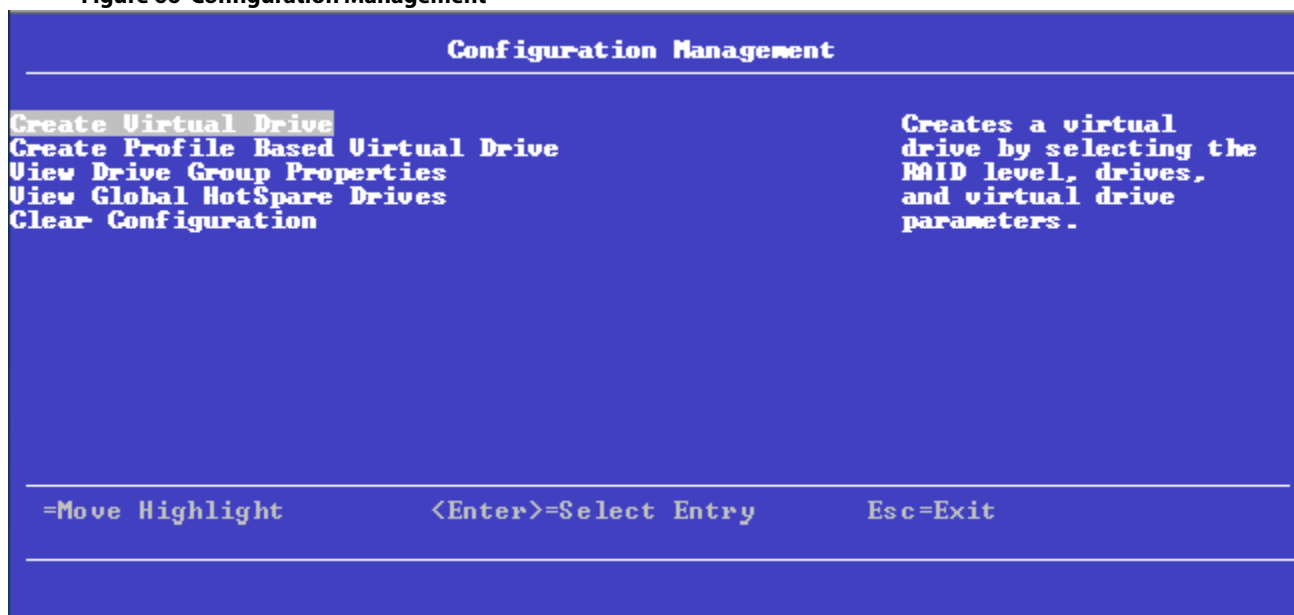 Configuration Management
Create Virtual Drive
Create Profile Based Virtual Drive
View Drive Group Properties
View Global HotSpare Drives
Clear Configuration
Creates a virtual
drive by selecting the
RAID level, drives,
and virtual drive
parameters.
=Move Highlight <Enter>=Select Entry Esc=Exit